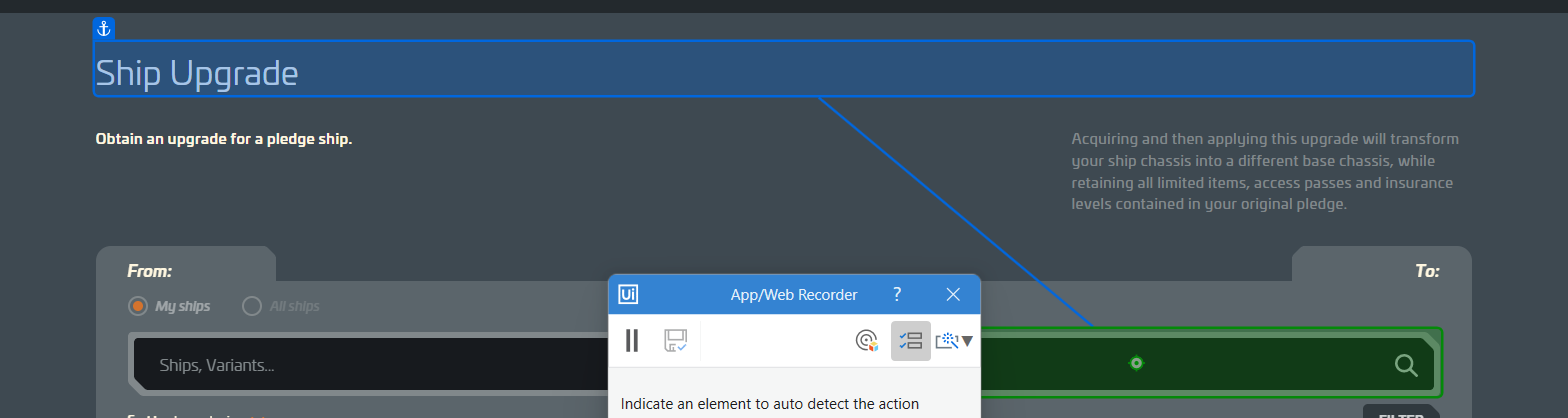 Ship Upgrade
Obtain an upgrade for a pledge ship.
Acquiring and then applying this upgrade will transform
your ship chassis into a different base chassis, while
retaining all limited items, access passes and insurance
levels contained in your original pledge.
From:
To:
My ships
All ships
Ui
App/Web Recorder
?
Ships, Variants...
Indicate an element to auto detect the action
FILTER